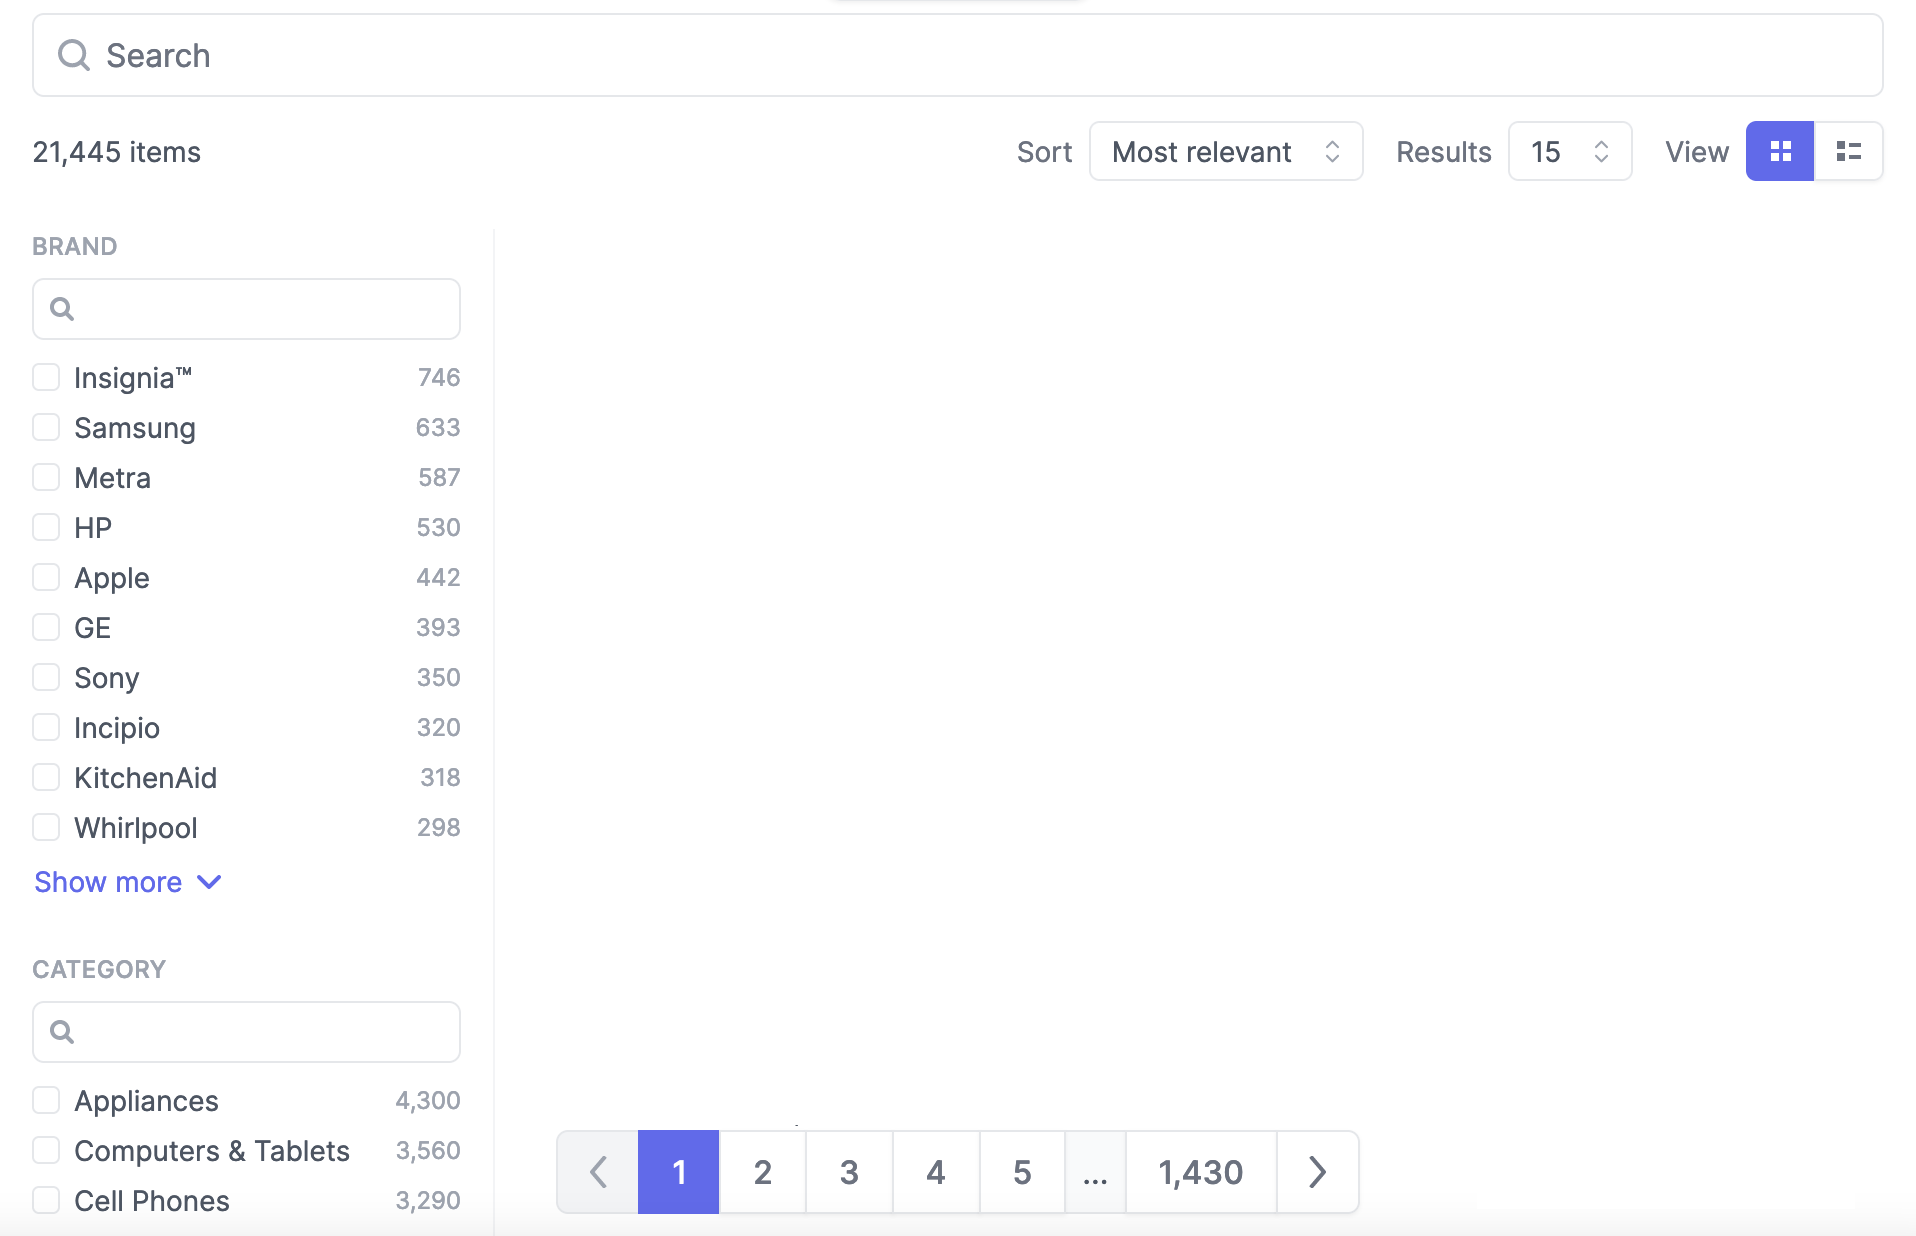 Search
21,445 items
Sort Most relevant Results 15 View
BRAND
Insignia™ 746
Samsung 633
Metra 587
HP 530
Apple 442
GE 393
Sony 350
Incipio 320
KitchenAid 318
Whirlpool 298
Show more
CATEGORY
Appliances 4,300
Computers & Tablets 3,560
Cell Phones 3,290
1 2 3 4 5 ... 1,430